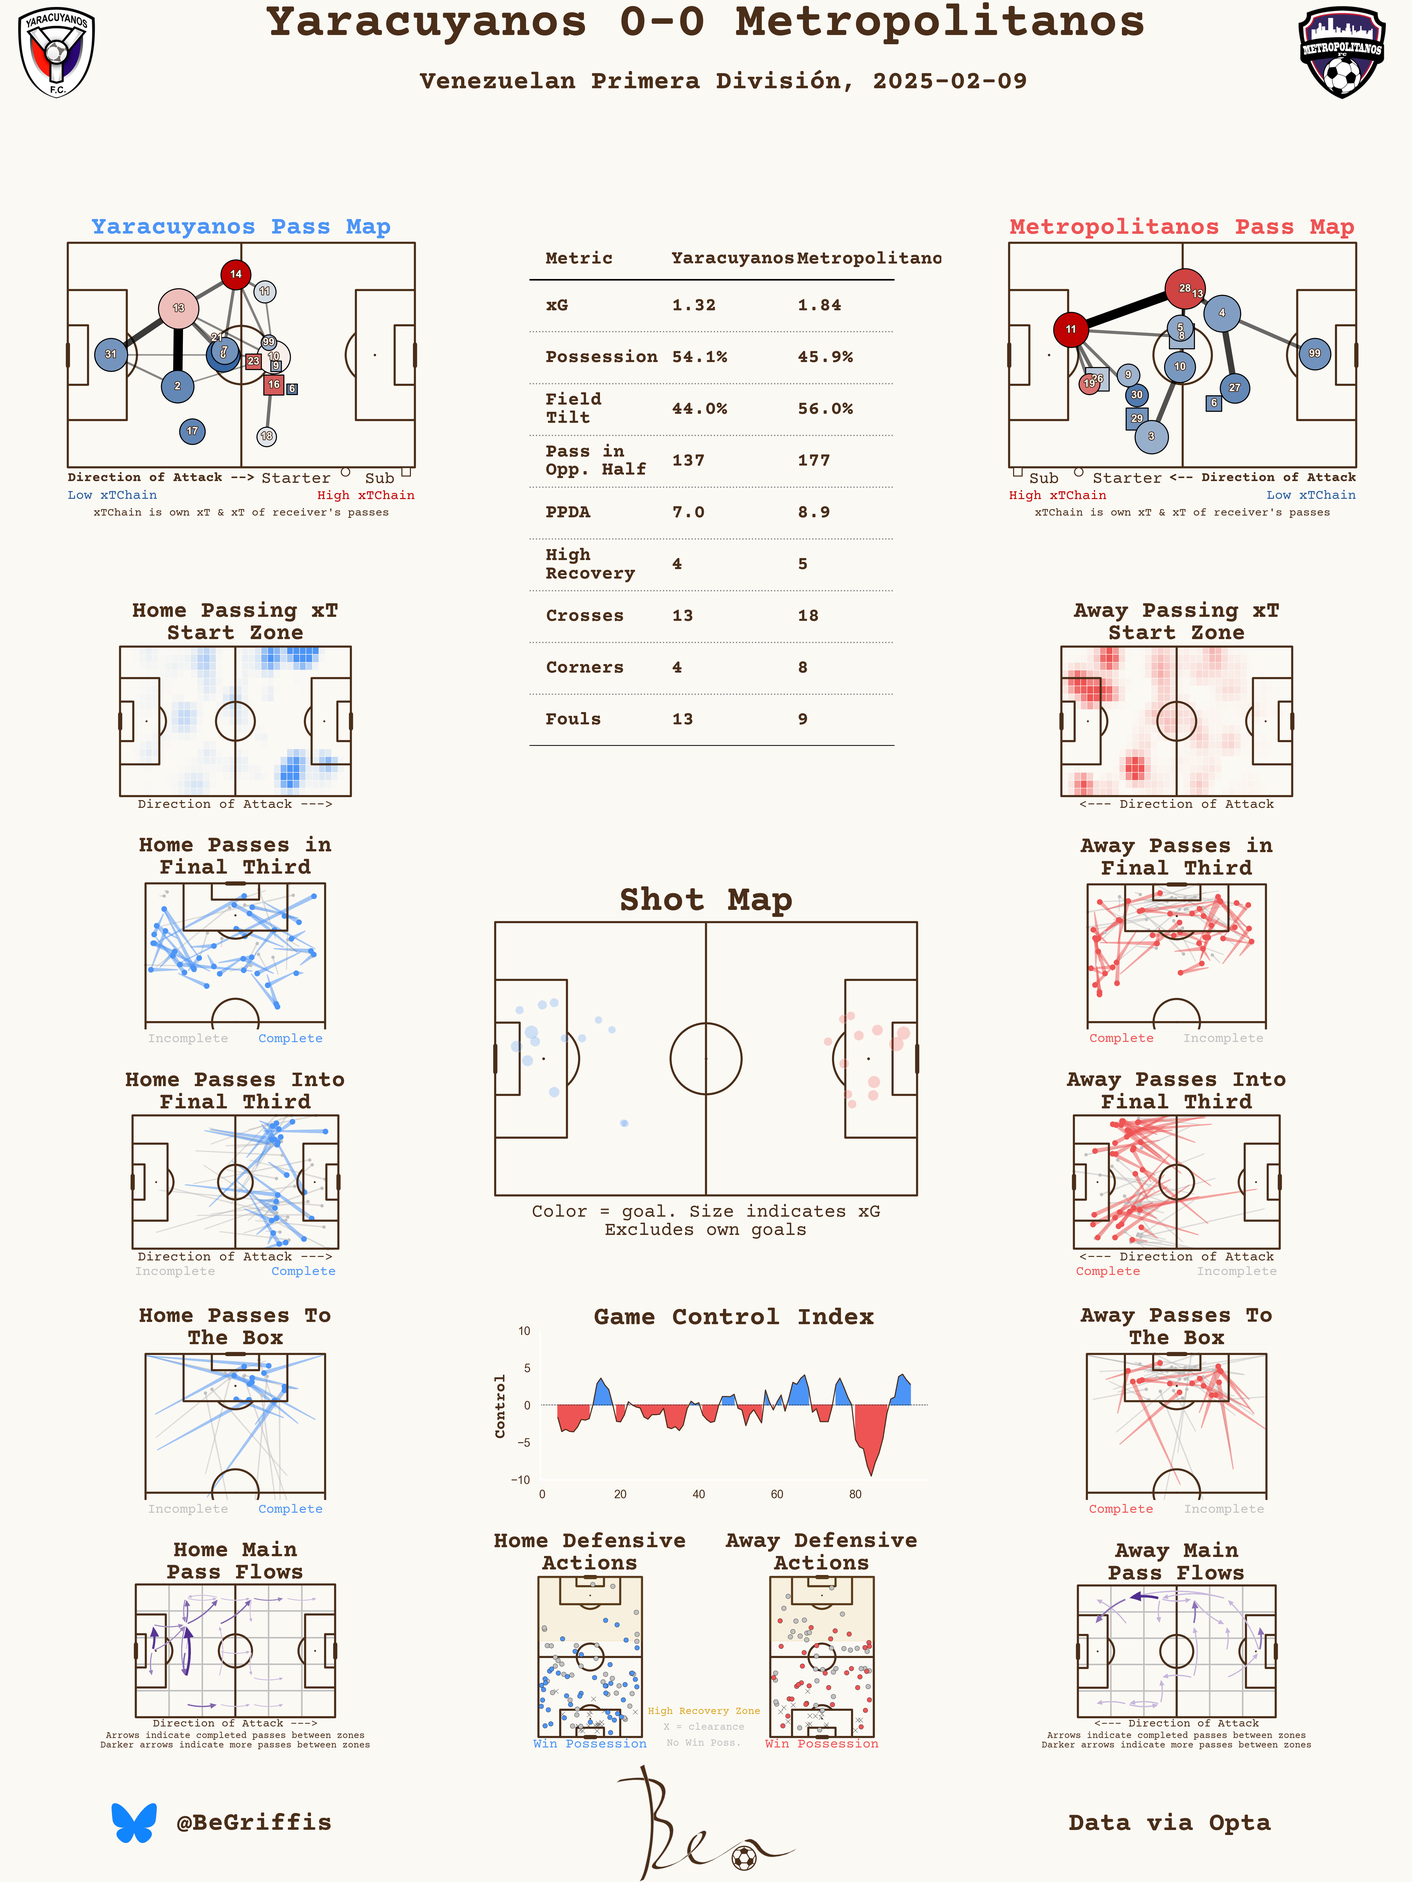 Yaracuyanos 0-0 Metropolitanos
Venezuelan Primera División, 2025-02-09
YARACUYANOS
F.C.
METROPOLITANOS
FC
Yaracuyanos Pass Map
14
11
13
21
7
8
99
10
31
23
9
2
16
6
17
18
Direction of Attack --> Starter Sub
Low xTChain High xTChain
xTChain is own xT & xT of receiver's passes
Metric Yaracuyanos Metropolitano
xG 1.32 1.84
Possession 54.1% 45.9%
Field
Tilt 44.0% 56.0%
Pass in
Opp. Half 137 177
PPDA 7.0 8.9
High
Recovery 4 5
Crosses 13 18
Corners 4 8
Fouls 13 9
Metropolitanos Pass Map
28
13
4
11
5
8
99
10
9
26
19
30
27
6
29
3
Sub Starter <-- Direction of Attack
High xTChain Low xTChain
xTChain is own xT & xT of receiver's passes
Home Passing xT
Start Zone
Direction of Attack --->
Away Passing xT
Start Zone
<--- Direction of Attack
Home Passes in
Final Third
Incomplete Complete
Away Passes in
Final Third
Complete Incomplete
Shot Map
Color = goal. Size indicates xG
Excludes own goals
Home Passes Into
Final Third
Direction of Attack --->
Incomplete Complete
Away Passes Into
Final Third
<--- Direction of Attack
Complete Incomplete
Home Passes To
The Box
Incomplete Complete
Game Control Index
Control
10
5
0
−5
−10
0 20 40 60 80
Away Passes To
The Box
Complete Incomplete
Home Main
Pass Flows
Direction of Attack --->
Arrows indicate completed passes between zones
Darker arrows indicate more passes between zones
Home Defensive
Actions
Win Possession
Away Defensive
Actions
Win Possession
High Recovery Zone
X = clearance
No Win Poss.
Away Main
Pass Flows
<--- Direction of Attack
Arrows indicate completed passes between zones
Darker arrows indicate more passes between zones
@BeGriffis
Ben
Data via Opta